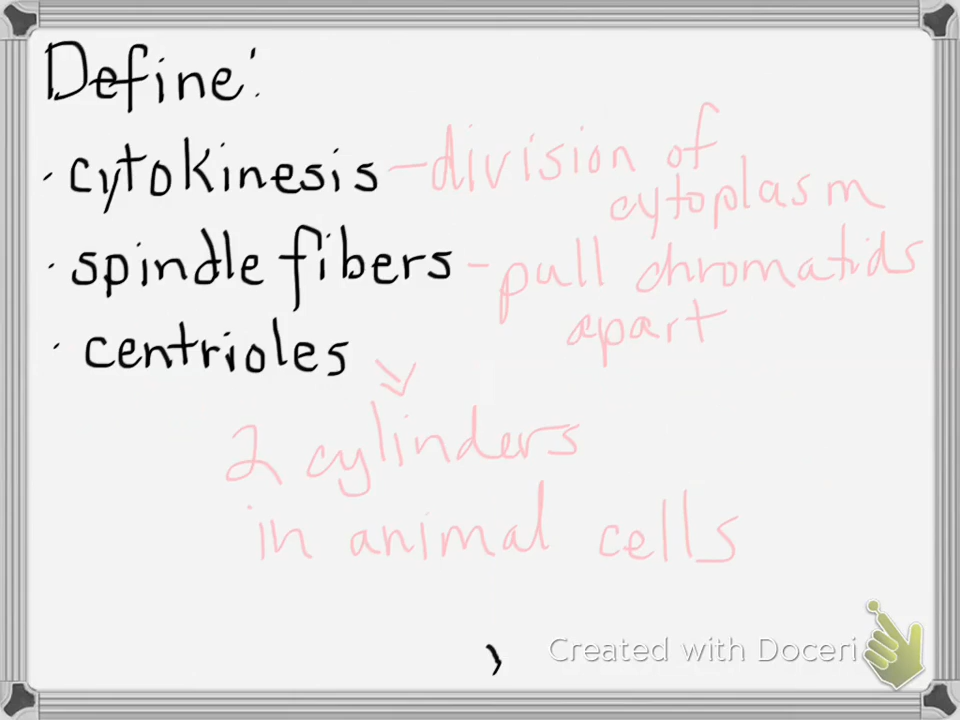 Define:
· cytokinesis - division of
cytoplasm
· spindle fibers - pull chromatids
apart
· centrioles
2 cylinders
in animal cells
Created with Doceri